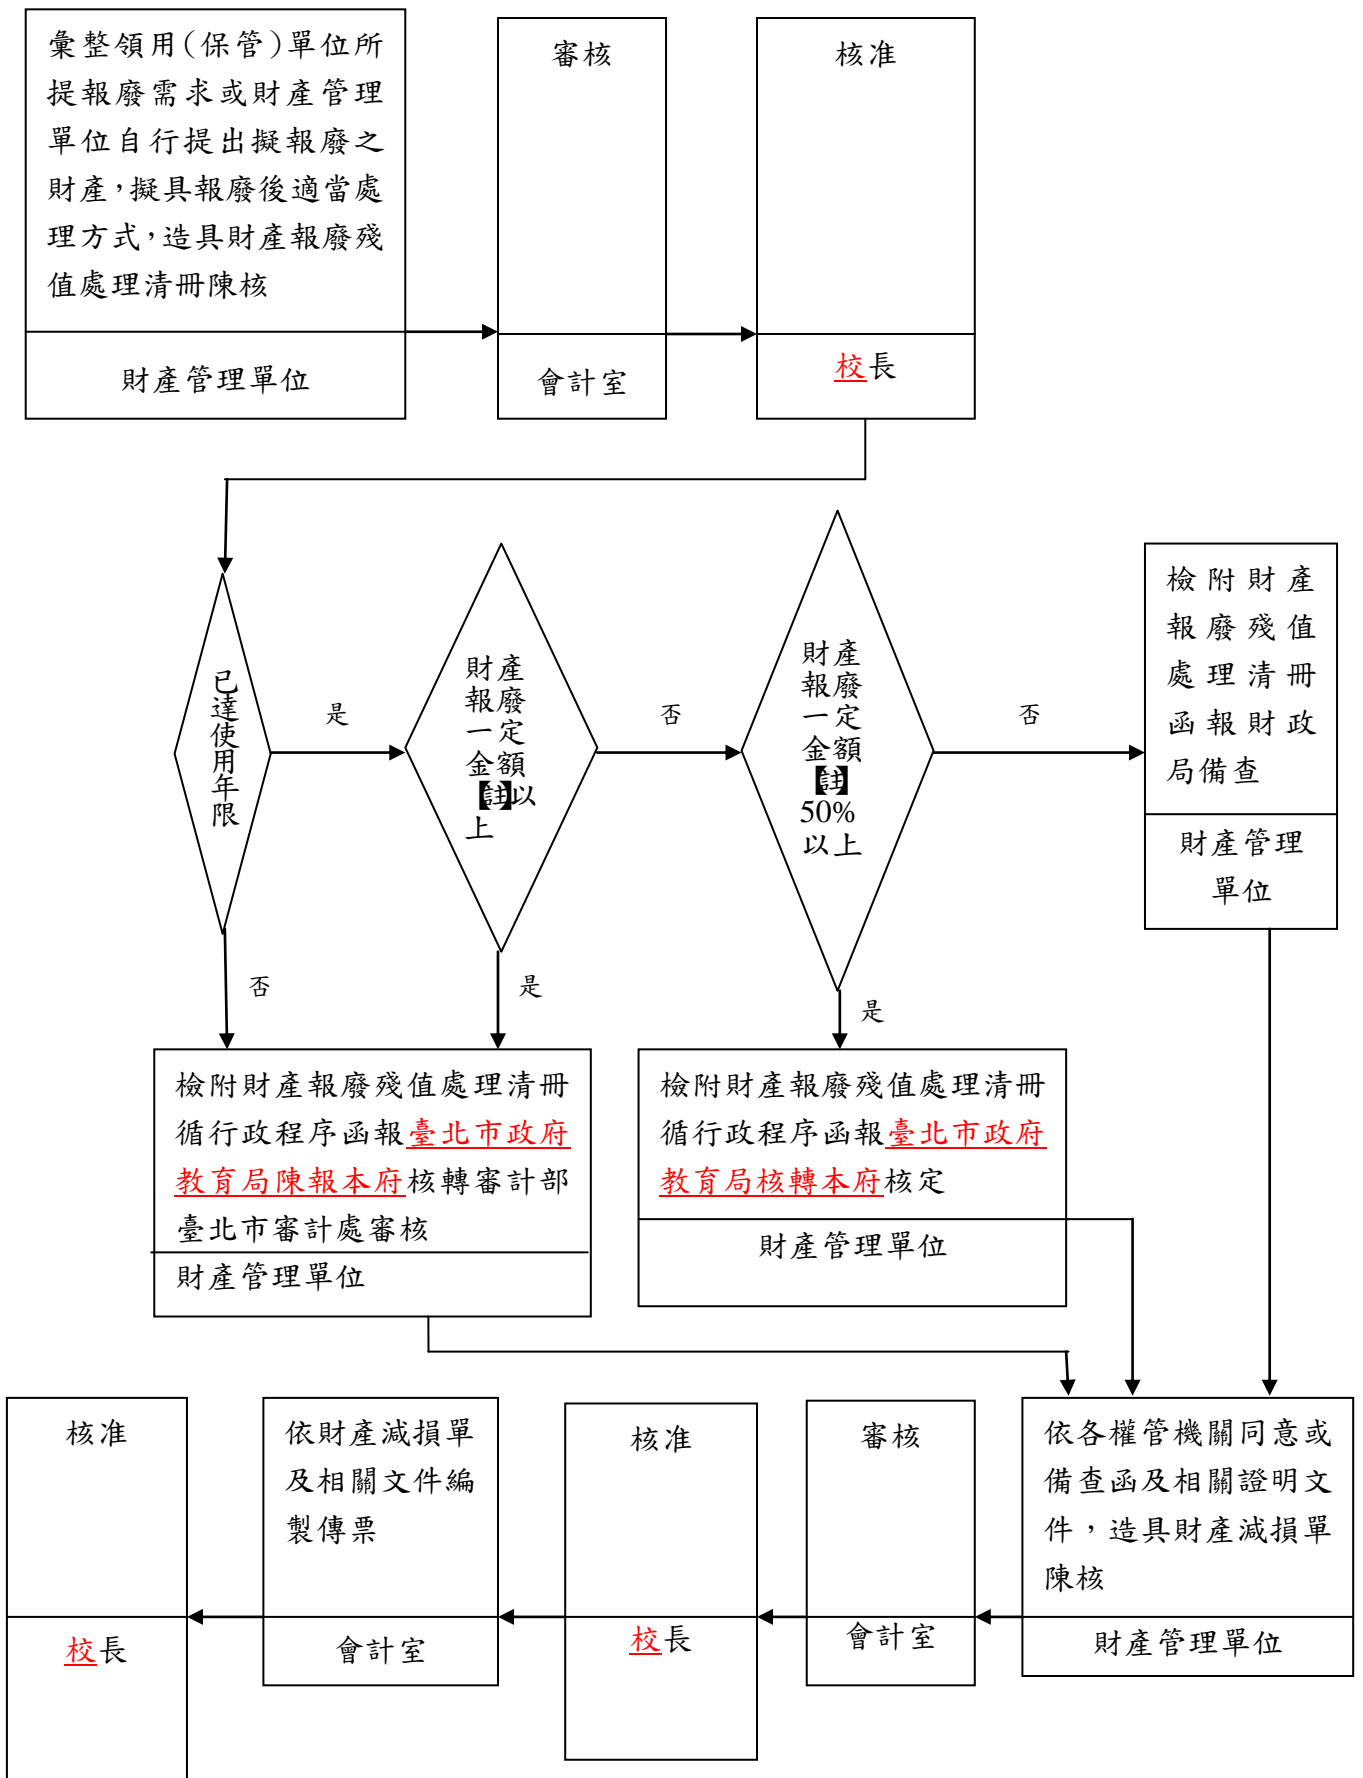 彙整領用(保管)單位所
提報廢需求或財產管理
單位自行提出擬報廢之
財產，擬具報廢後適當處
理方式，造具財產報廢殘
值處理清冊陳核
財產管理單位
審核
會計室
核准
校長
已達使用年限
是
否
財產
報廢
一定
金額
【註】以
上
否
是
財產
報廢
一定
金額
【註】
50%
以上
否
是
檢附財產
報廢殘值
處理清冊
函報財政
局備查
財產管理
單位
檢附財產報廢殘值處理清冊
循行政程序函報臺北市政府
教育局陳報本府核轉審計部
臺北市審計處審核
財產管理單位
檢附財產報廢殘值處理清冊
循行政程序函報臺北市政府
教育局核轉本府核定
財產管理單位
依各權管機關同意或
備查函及相關證明文
件，造具財產減損單
陳核
財產管理單位
審核
會計室
核准
校長
依財產減損單
及相關文件編
製傳票
會計室
核准
校長